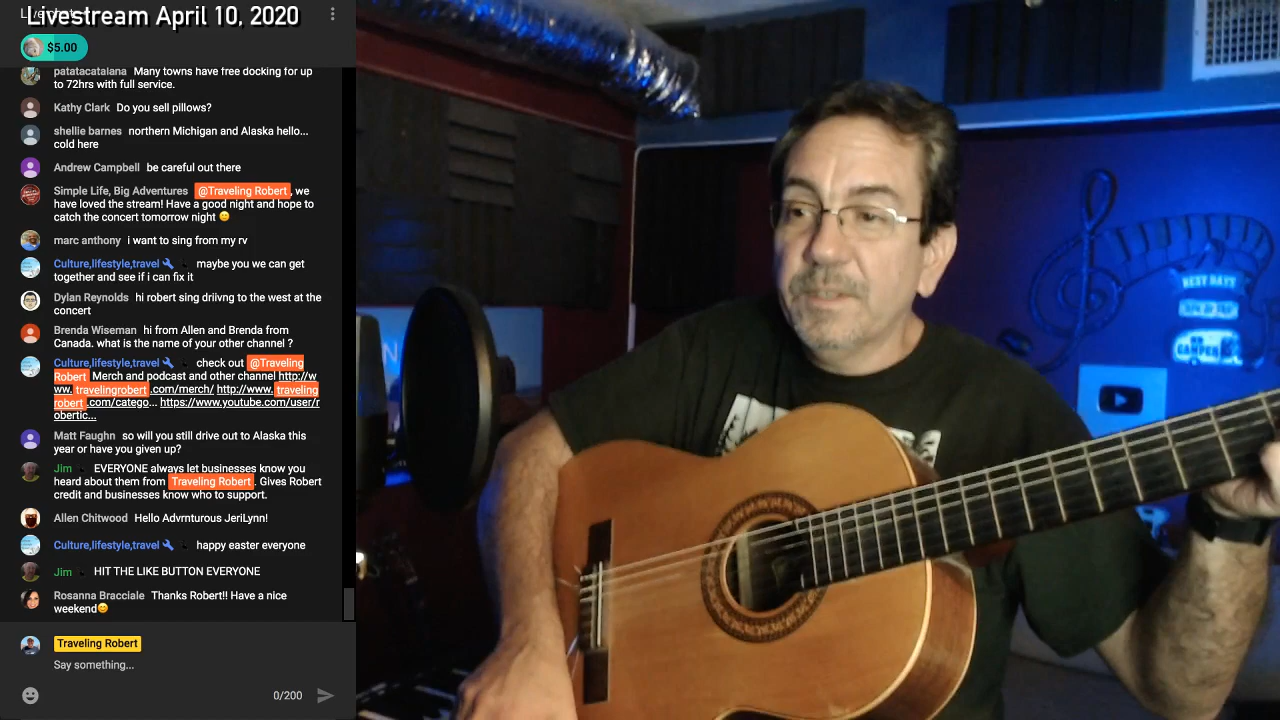 Livestream April 10, 2020
$5.00
patatacatalana Many towns have free docking for up
to 72hrs with full service.
Kathy Clark Do you sell pillows?
shellie barnes northern Michigan and Alaska hello...
cold here
Andrew Campbell be careful out there
Simple Life, Big Adventures @Traveling Robert, we
have loved the stream! Have a good night and hope to
catch the concert tomorrow night
marc anthony i want to sing from my rv
Culture,lifestyle,travel maybe you we can get
together and see if i can fix it
Dylan Reynolds hi robert sing driivng to the west at the
concert
Brenda Wiseman hi from Allen and Brenda from
Canada. what is the name of your other channel ?
Culture,lifestyle,travel check out @Traveling
Robert Merch and podcast and other channel http://w
ww.travelingrobert.com/merch/ http://www.traveling
robert.com/catego... https://www.youtube.com/user/r
obertic...
Matt Faughn so will you still drive out to Alaska this
year or have you given up?
Jim EVERYONE always let businesses know you
heard about them from Traveling Robert. Gives Robert
credit and businesses know who to support.
Allen Chitwood Hello Advrnturous JeriLynn!
Culture,lifestyle,travel happy easter everyone
Jim HIT THE LIKE BUTTON EVERYONE
Rosanna Bracciale Thanks Robert!! Have a nice
weekend
Traveling Robert
Say something...
0/200
BEST DAYS
CAMPER